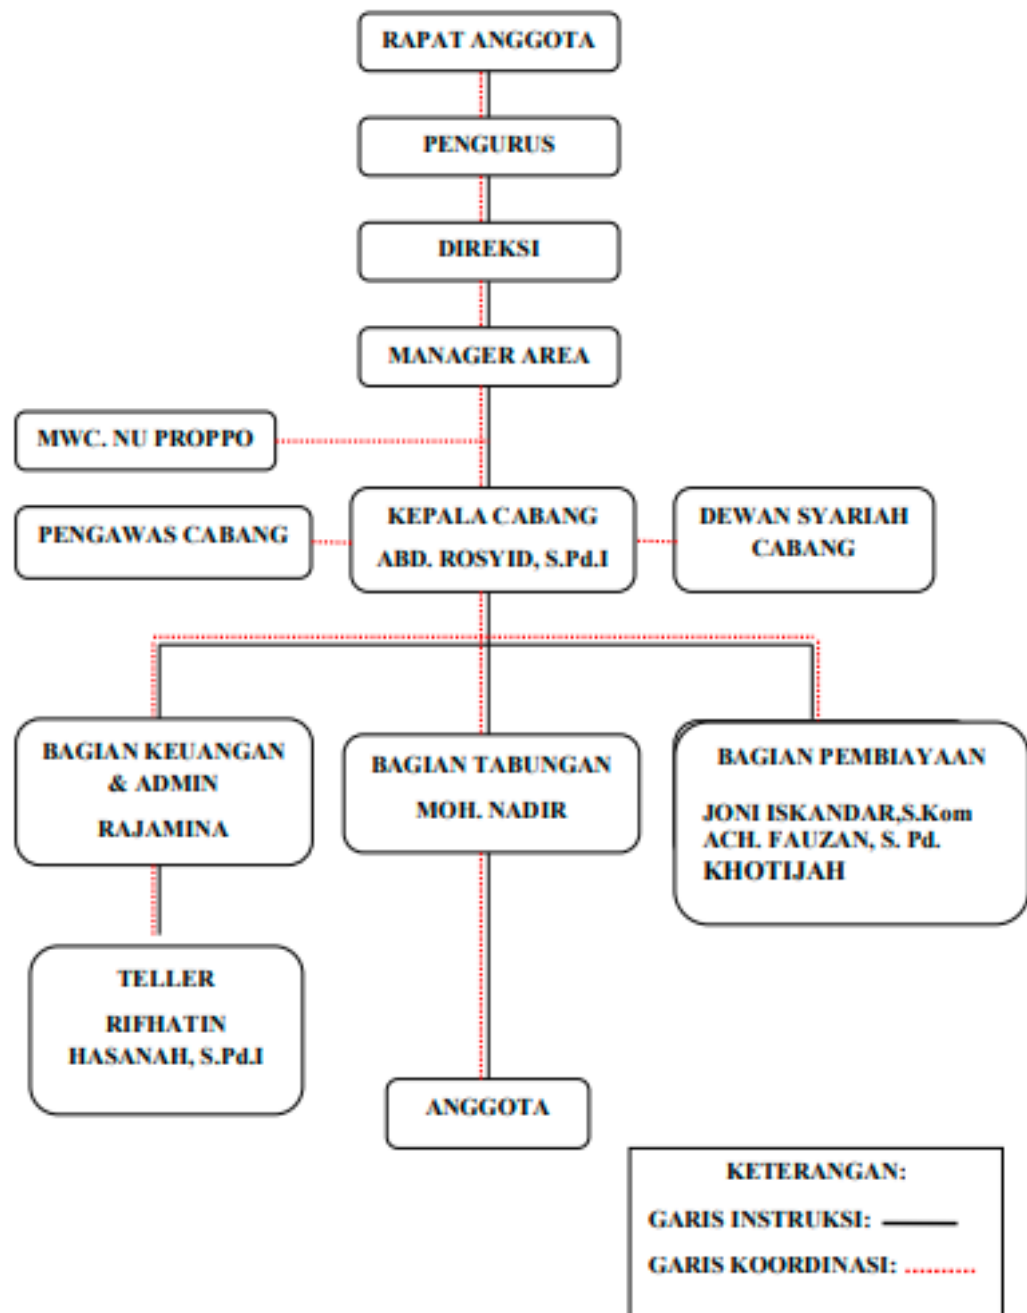 RAPAT ANGGOTA
PENGURUS
DIREKSI
MANAGER AREA
MWC. NU PROPPO
PENGAWAS CABANG
KEPALA CABANG
ABD. ROSYID, S.Pd.I
DEWAN SYARIAH
CABANG
BAGIAN KEUANGAN
& ADMIN
RAJAMINA
BAGIAN TABUNGAN
MOH. NADIR
BAGIAN PEMBIAYAAN
JONI ISKANDAR,S.Kom
ACH. FAUZAN, S. Pd.
KHOTIJAH
TELLER
RIFHATIN
HASANAH, S.Pd.I
ANGGOTA
KETERANGAN:
GARIS INSTRUKSI:
GARIS KOORDINASI: ..........